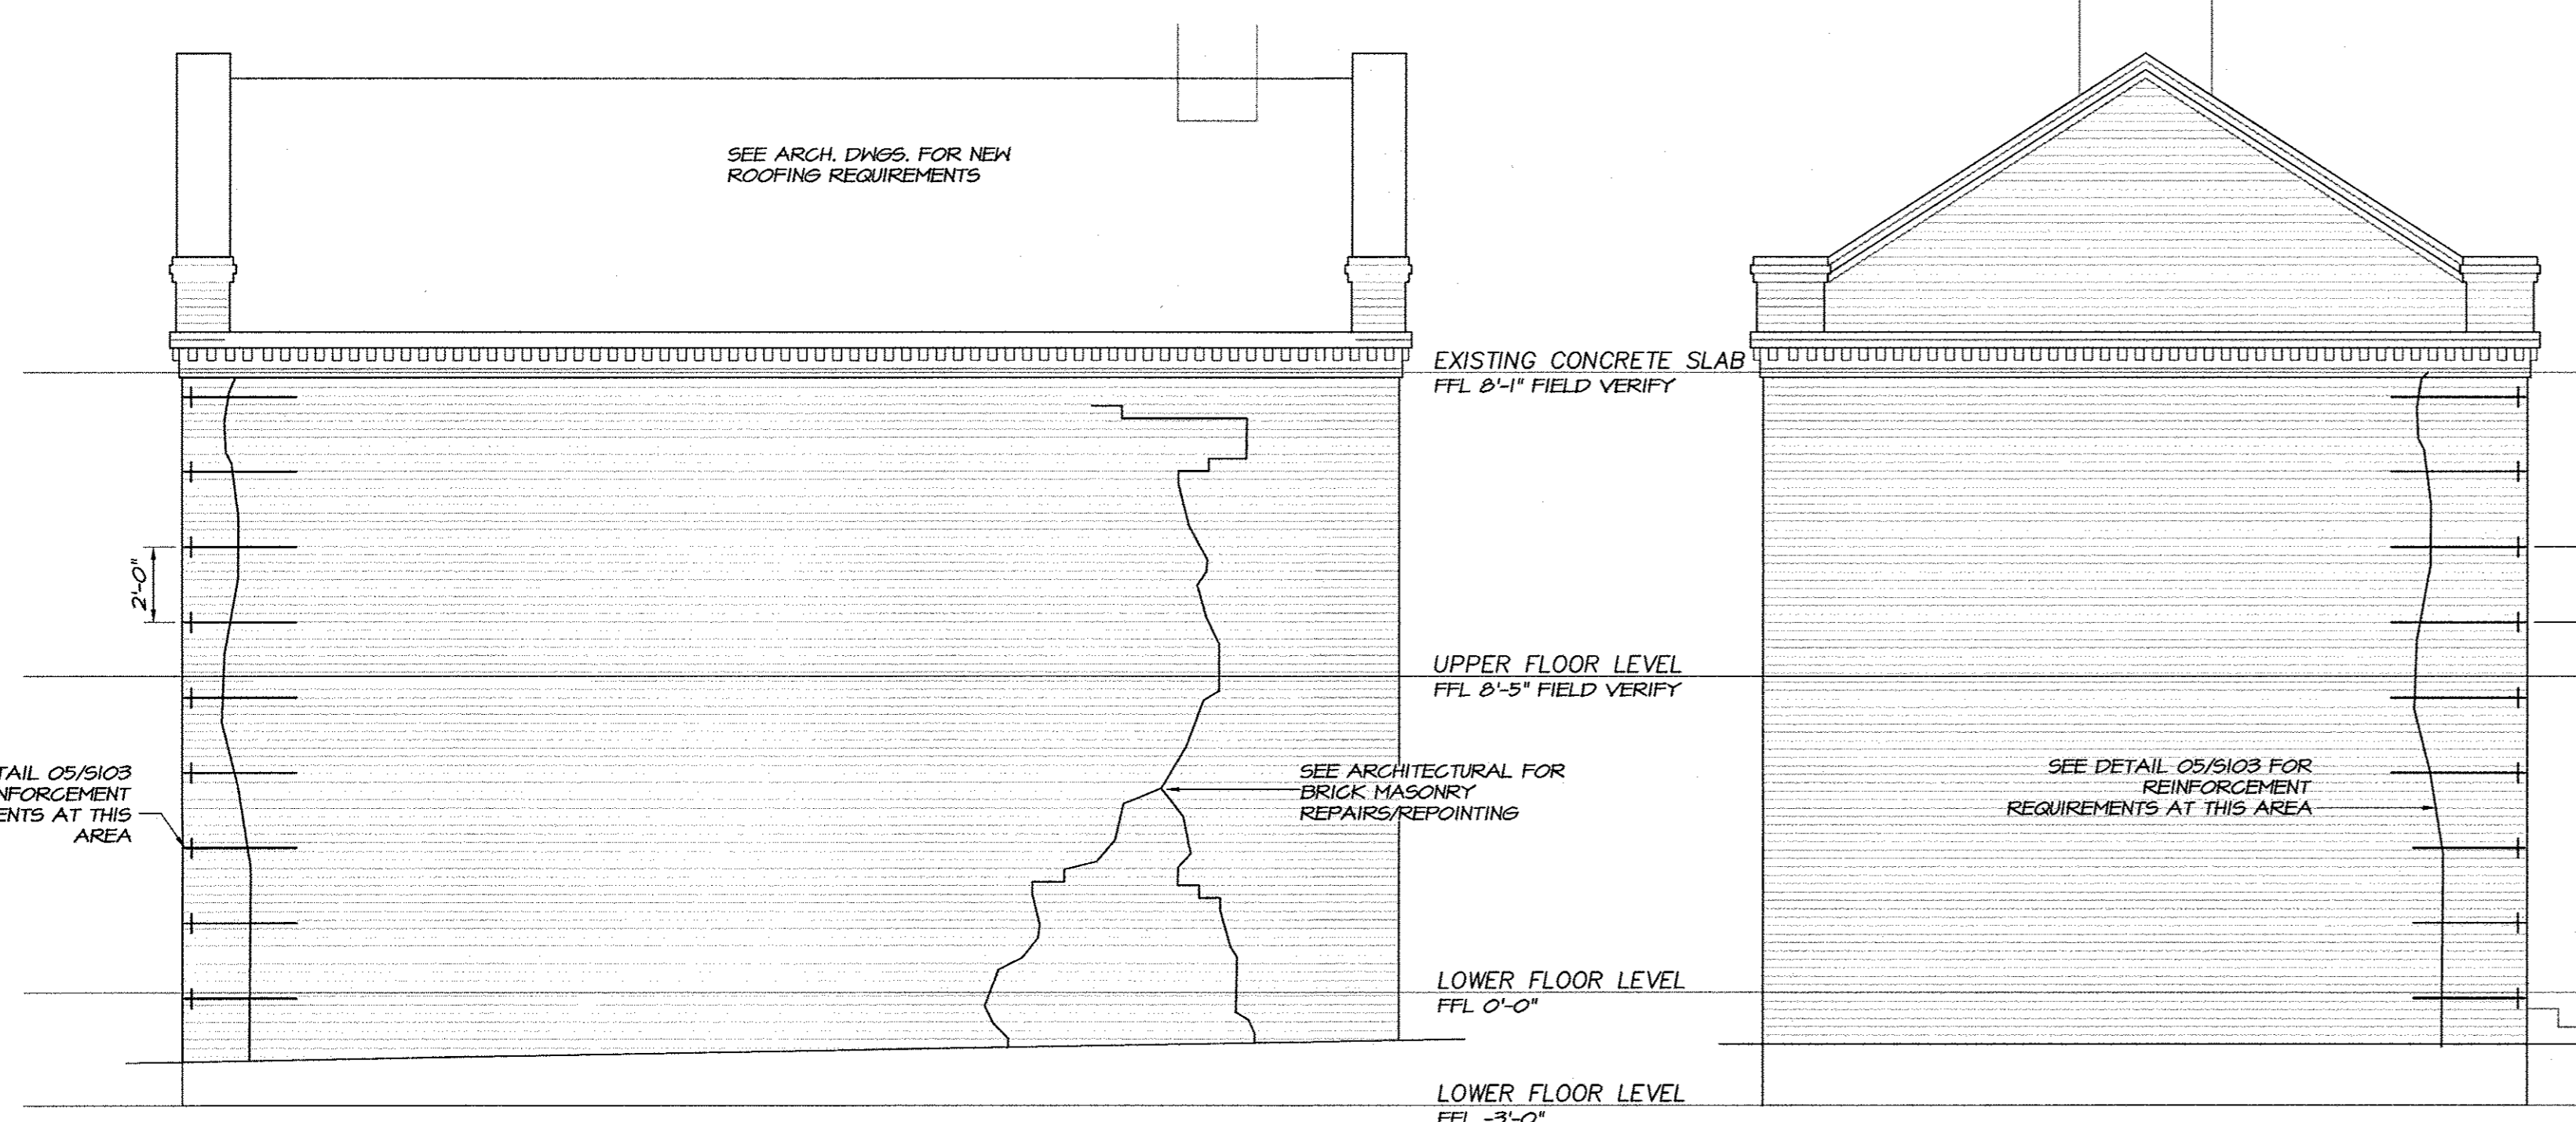 SEE ARCH. DWGS. FOR NEW
ROOFING REQUIREMENTS
EXISTING CONCRETE SLAB
FFL 8'-1" FIELD VERIFY
2'-0"
UPPER FLOOR LEVEL
FFL 8'-5" FIELD VERIFY
TAIL 05/S103
NFORCEMENT
ENTS AT THIS
AREA
SEE ARCHITECTURAL FOR
BRICK MASONRY
REPAIRS/REPOINTING
SEE DETAIL 05/S103 FOR
REINFORCEMENT
REQUIREMENTS AT THIS AREA
LOWER FLOOR LEVEL
FFL 0'-0"
LOWER FLOOR LEVEL
FFL -3'-0"